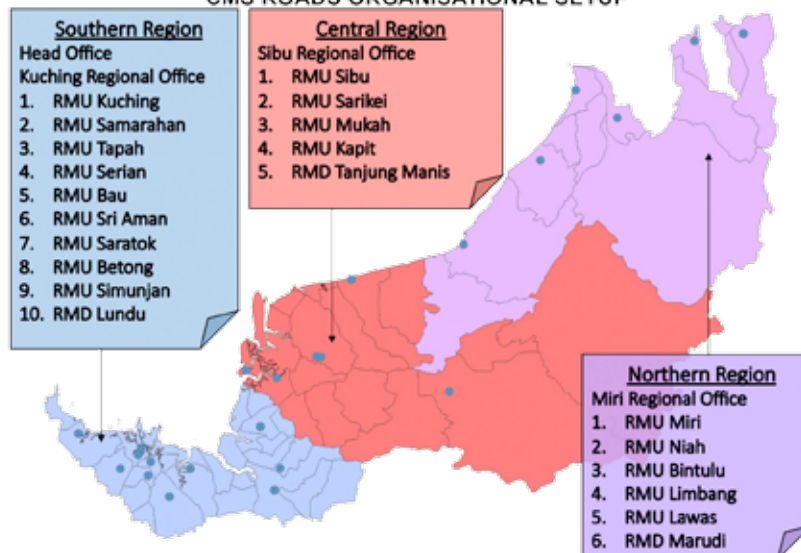 CMS ROADS ORGANISATIONAL SETUP
Southern Region
Head Office
Kuching Regional Office
1. RMU Kuching
2. RMU Samarahan
3. RMU Tapah
4. RMU Serian
5. RMU Bau
6. RMU Sri Aman
7. RMU Saratok
8. RMU Betong
9. RMU Simunjan
10. RMD Lundu
Central Region
Sibu Regional Office
1. RMU Sibu
2. RMU Sarikei
3. RMU Mukah
4. RMU Kapit
5. RMD Tanjung Manis
Northern Region
Miri Regional Office
1. RMU Miri
2. RMU Niah
3. RMU Bintulu
4. RMU Limbang
5. RMU Lawas
6. RMD Marudi